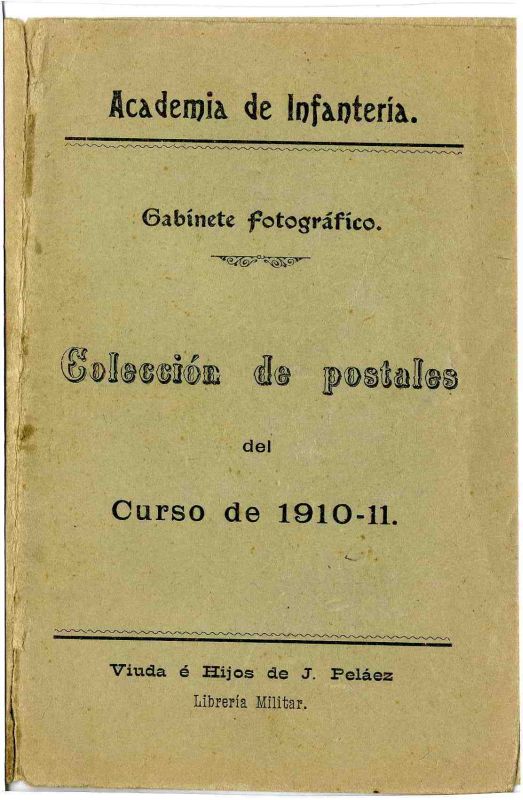 Academia de Infantería.
Gabinete fotográfico.
Colección de postales
del
Curso de 1910-11.
Viuda é Hijos de J. Peláez
Librería Militar.